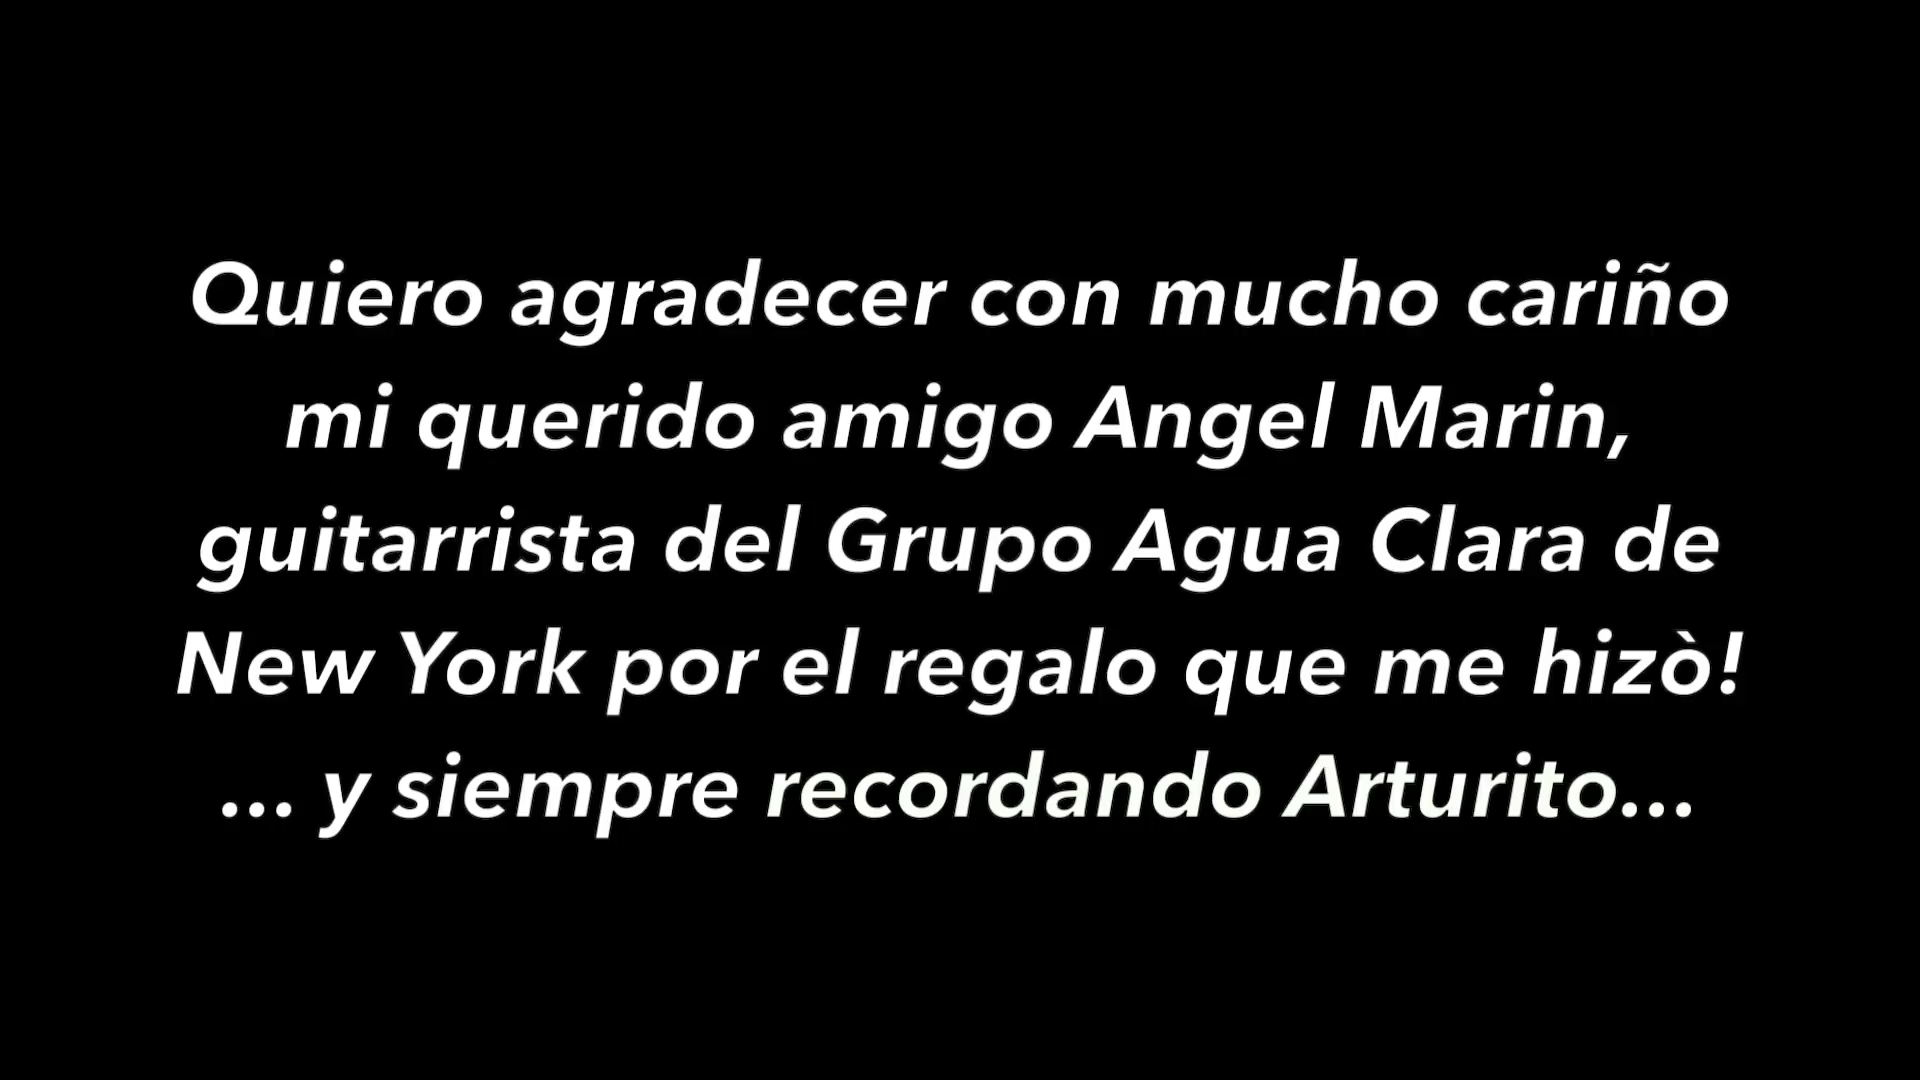 Quiero agradecer con mucho cariño
mi querido amigo Angel Marin,
guitarrista del Grupo Agua Clara de
New York por el regalo que me hizò!
... y siempre recordando Arturito...